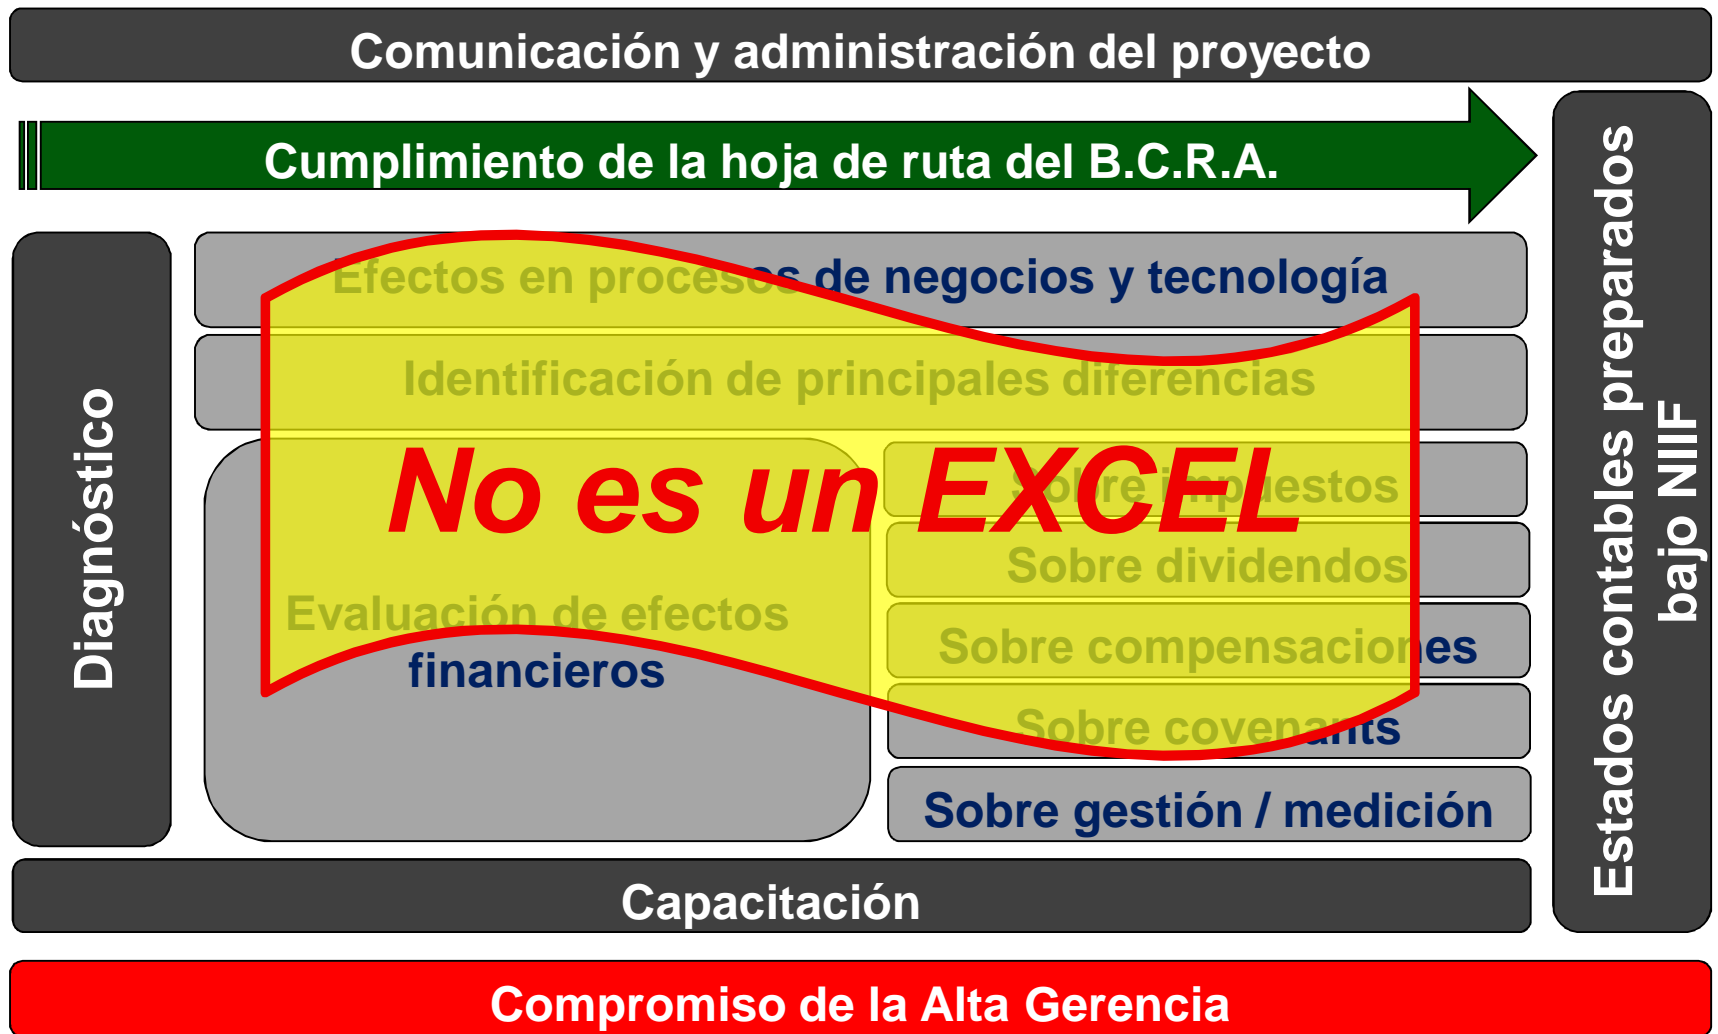 Comunicación y administración del proyecto
Cumplimiento de la hoja de ruta del B.C.R.A.
Diagnóstico
Efectos en procesos de negocios y tecnología
Identificación de principales diferencias
No es un EXCEL
Evaluación de efectos
financieros
Sobre impuestos
Sobre dividendos
Sobre compensaciones
Sobre covenants
Sobre gestión / medición
Estados contables preparados
bajo NIIF
Capacitación
Compromiso de la Alta Gerencia